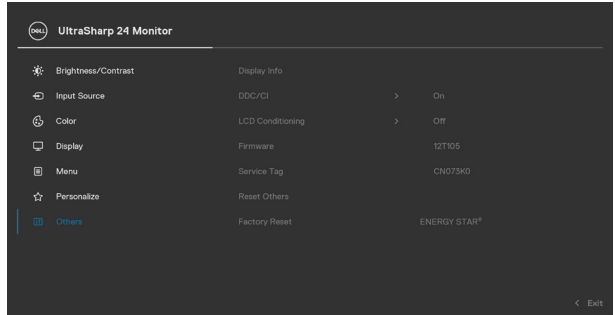 DELL UltraSharp 24 Monitor
Brightness/Contrast Display Info
Input Source DDC/CI > On
Color LCD Conditioning > Off
Display Firmware 12T105
Menu Service Tag CN073K0
Personalize Reset Others
Others Factory Reset ENERGY STAR®
< Exit